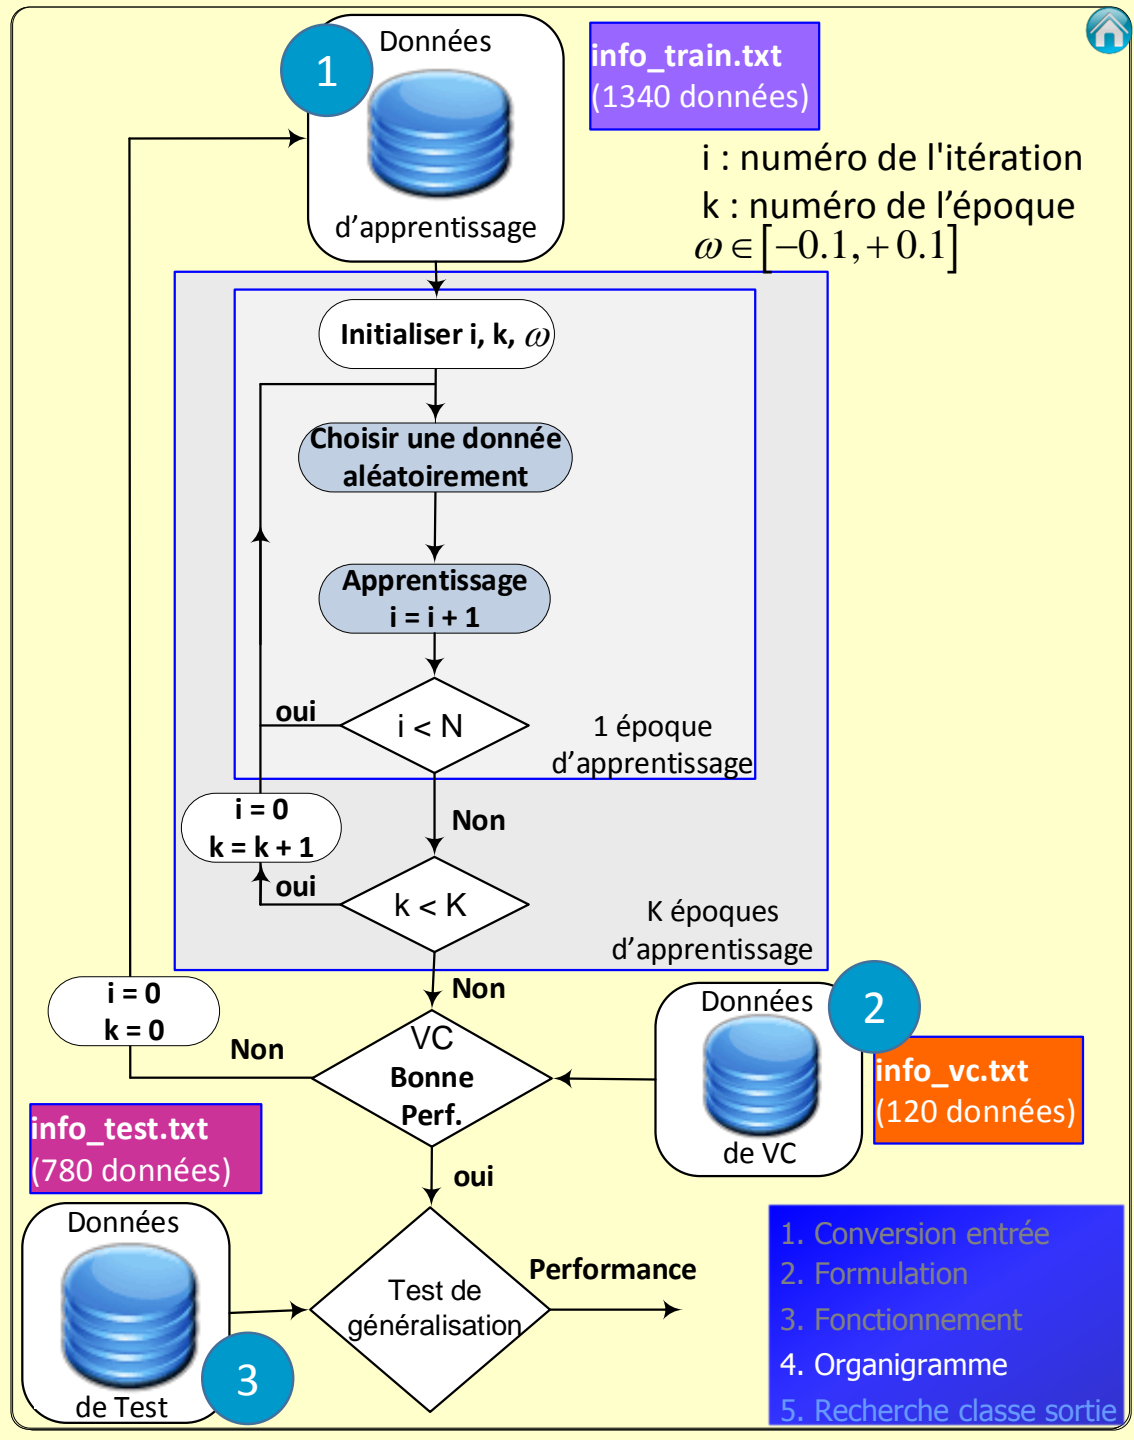 1
Données
d'apprentissage
info_train.txt
(1340 données)
i : numéro de l'itération
k : numéro de l’époque
ω ∈ [−0.1, + 0.1]
Initialiser i, k, ω
Choisir une donnée
aléatoirement
Apprentissage
i = i + 1
oui
i < N
1 époque
d’apprentissage
i = 0
k = k + 1
Non
oui
k < K
K époques
d’apprentissage
i = 0
k = 0
Non
Non
VC
Bonne
Perf.
Données
de VC
2
info_vc.txt
(120 données)
info_test.txt
(780 données)
oui
Données
de Test
3
Test de
généralisation
Performance
1. Conversion entrée
2. Formulation
3. Fonctionnement
4. Organigramme
5. Recherche classe sortie